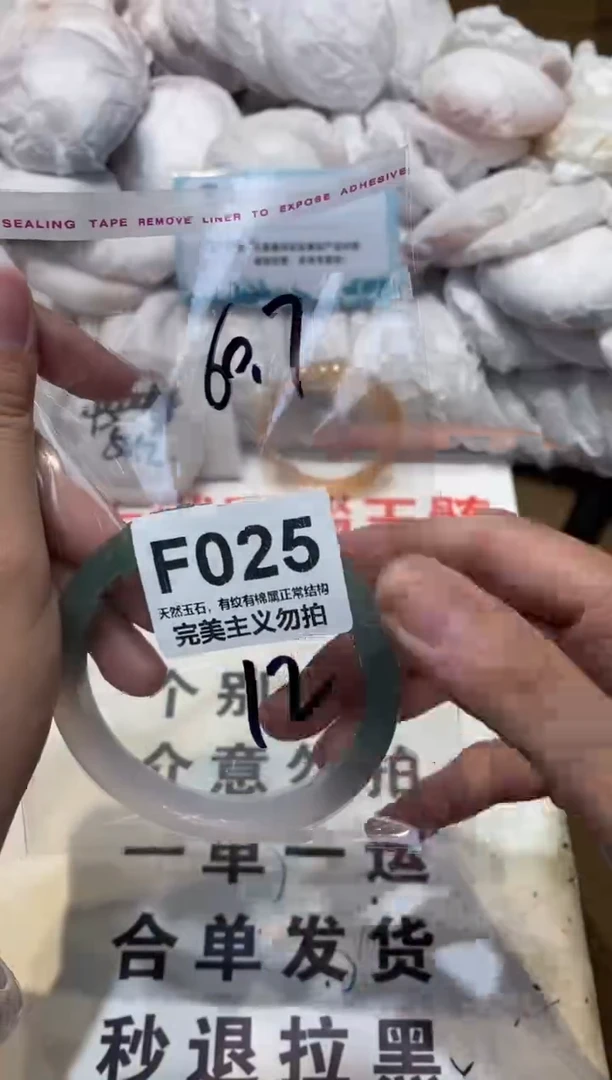 SEALING TAPE REMOVE LINER TO EXPOSE ADHESIVE
60.7
F025
天然玉石，有纹有棉属正常结构
完美主义勿拍
12
个别
介意勿拍
一单一运
合单发货
秒退拉黑